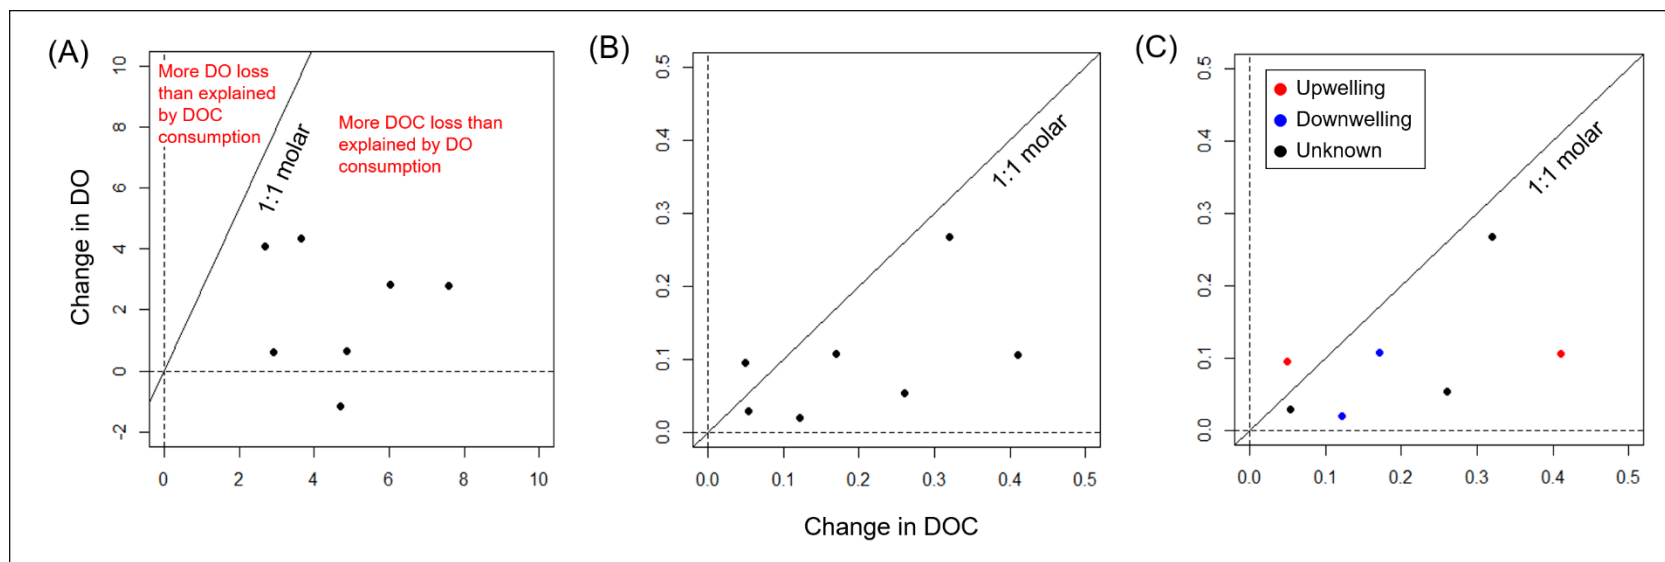 (A)
More DO loss
than explained
by DOC
consumption
1:1 molar
More DOC loss than
explained by DO
consumption
Change in DO
10
8
6
4
2
0
-2
0
2
4
6
8
10
(B)
1:1 molar
0.5
0.4
0.3
0.2
0.1
0.0
0.0
0.1
0.2
0.3
0.4
0.5
Change in DOC
(C)
Upwelling
Downwelling
Unknown
1:1 molar
0.5
0.4
0.3
0.2
0.1
0.0
0.0
0.1
0.2
0.3
0.4
0.5